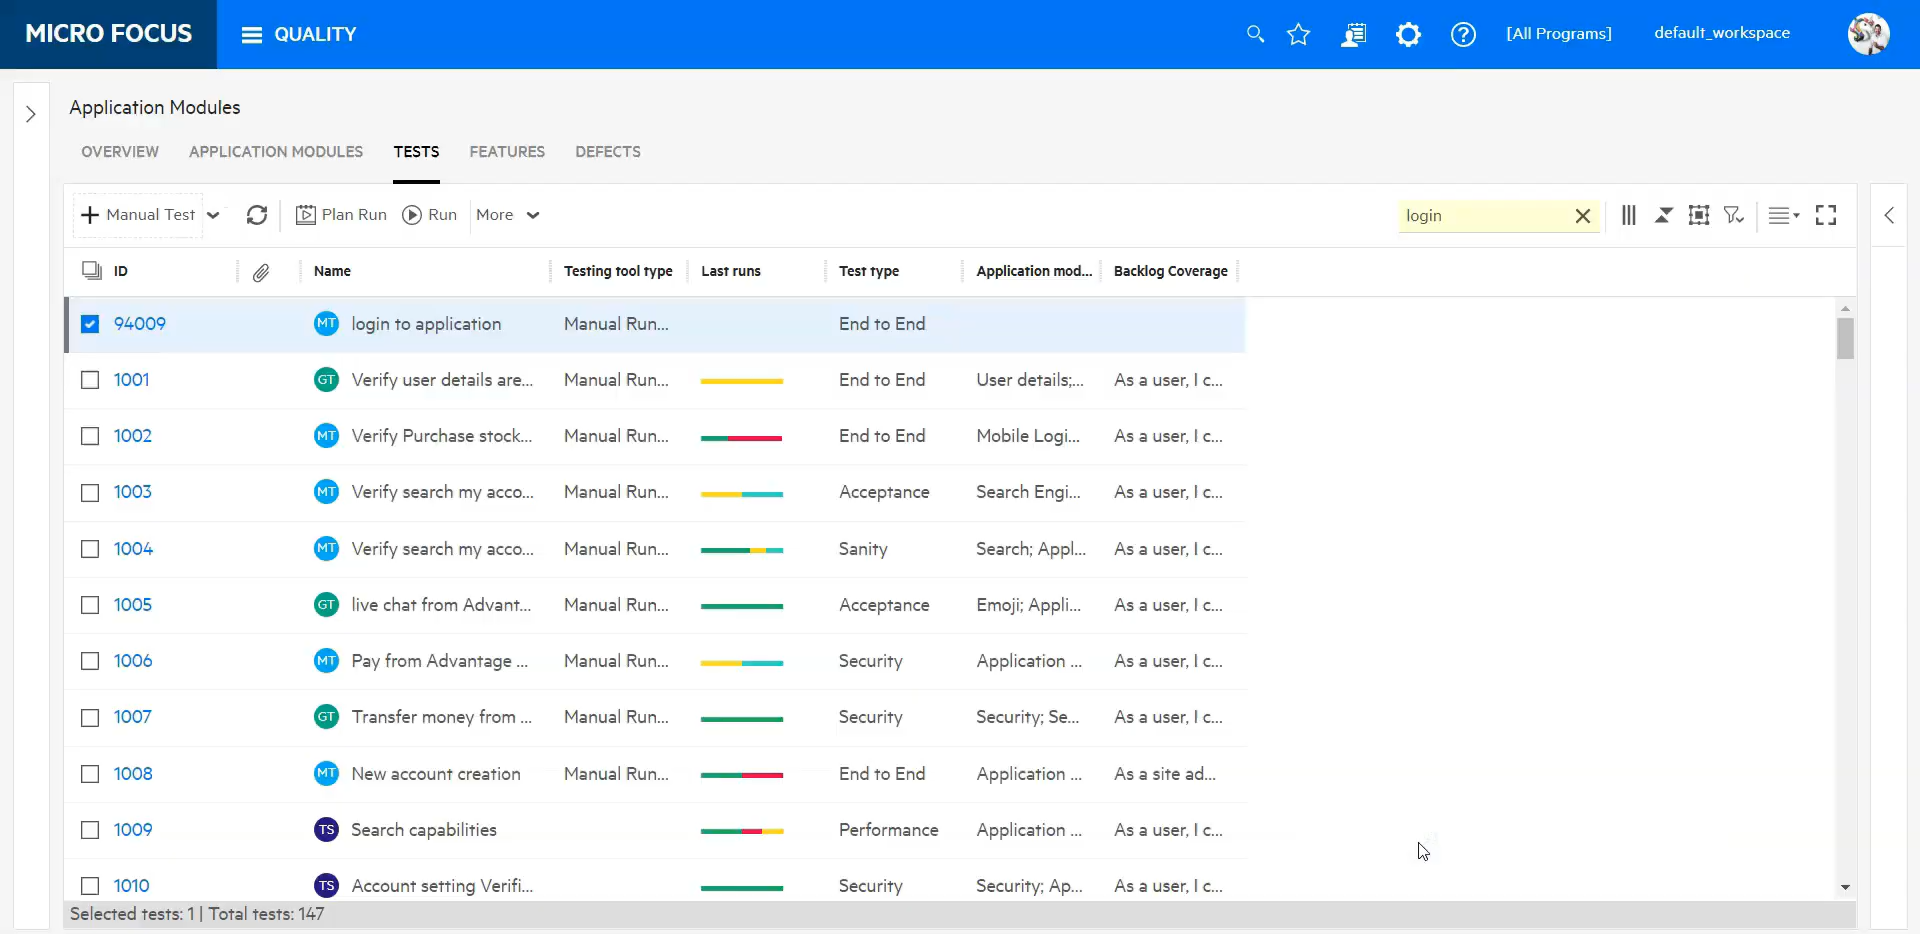 MICRO FOCUS QUALITY [All Programs] default_workspace
Application Modules
OVERVIEW APPLICATION MODULES TESTS FEATURES DEFECTS
Manual Test Plan Run Run More login
ID Name Testing tool type Last runs Test type Application mod... Backlog Coverage
94009 MT login to application Manual Run... End to End
1001 GT Verify user details are... Manual Run... End to End User details;... As a user, I c...
1002 MT Verify Purchase stock... Manual Run... End to End Mobile Logi... As a user, I c...
1003 MT Verify search my acco... Manual Run... Acceptance Search Engi... As a user, I c...
1004 MT Verify search my acco... Manual Run... Sanity Search; Appl... As a user, I c...
1005 GT live chat from Advant... Manual Run... Acceptance Emoji; Appli... As a user, I c...
1006 MT Pay from Advantage ... Manual Run... Security Application ... As a user, I c...
1007 GT Transfer money from ... Manual Run... Security Security; Se... As a user, I c...
1008 MT New account creation Manual Run... End to End Application ... As a site ad...
1009 TS Search capabilities Performance Application ... As a user, I c...
1010 TS Account setting Verifi... Security Security; Ap... As a user, I c...
Selected tests: 1 | Total tests: 147